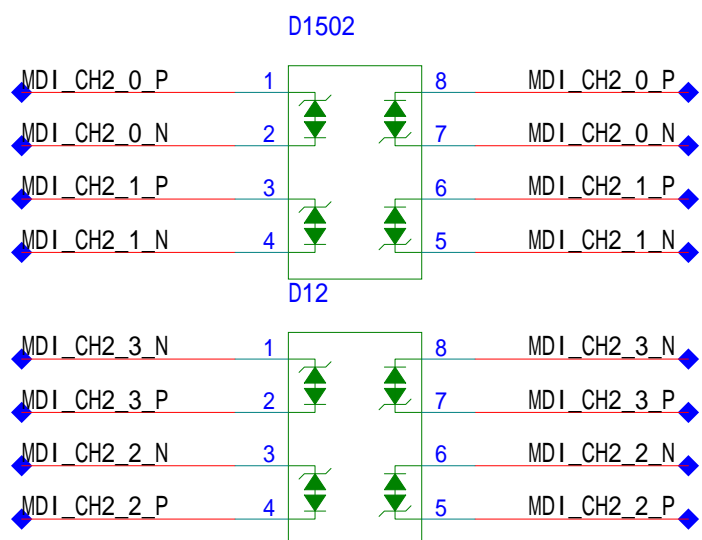 D1502
MDI_CH2_0_P 1 8 MDI_CH2_0_P
MDI_CH2_0_N 2 7 MDI_CH2_0_N
MDI_CH2_1_P 3 6 MDI_CH2_1_P
MDI_CH2_1_N 4 5 MDI_CH2_1_N
D12
MDI_CH2_3_N 1 8 MDI_CH2_3_N
MDI_CH2_3_P 2 7 MDI_CH2_3_P
MDI_CH2_2_N 3 6 MDI_CH2_2_N
MDI_CH2_2_P 4 5 MDI_CH2_2_P